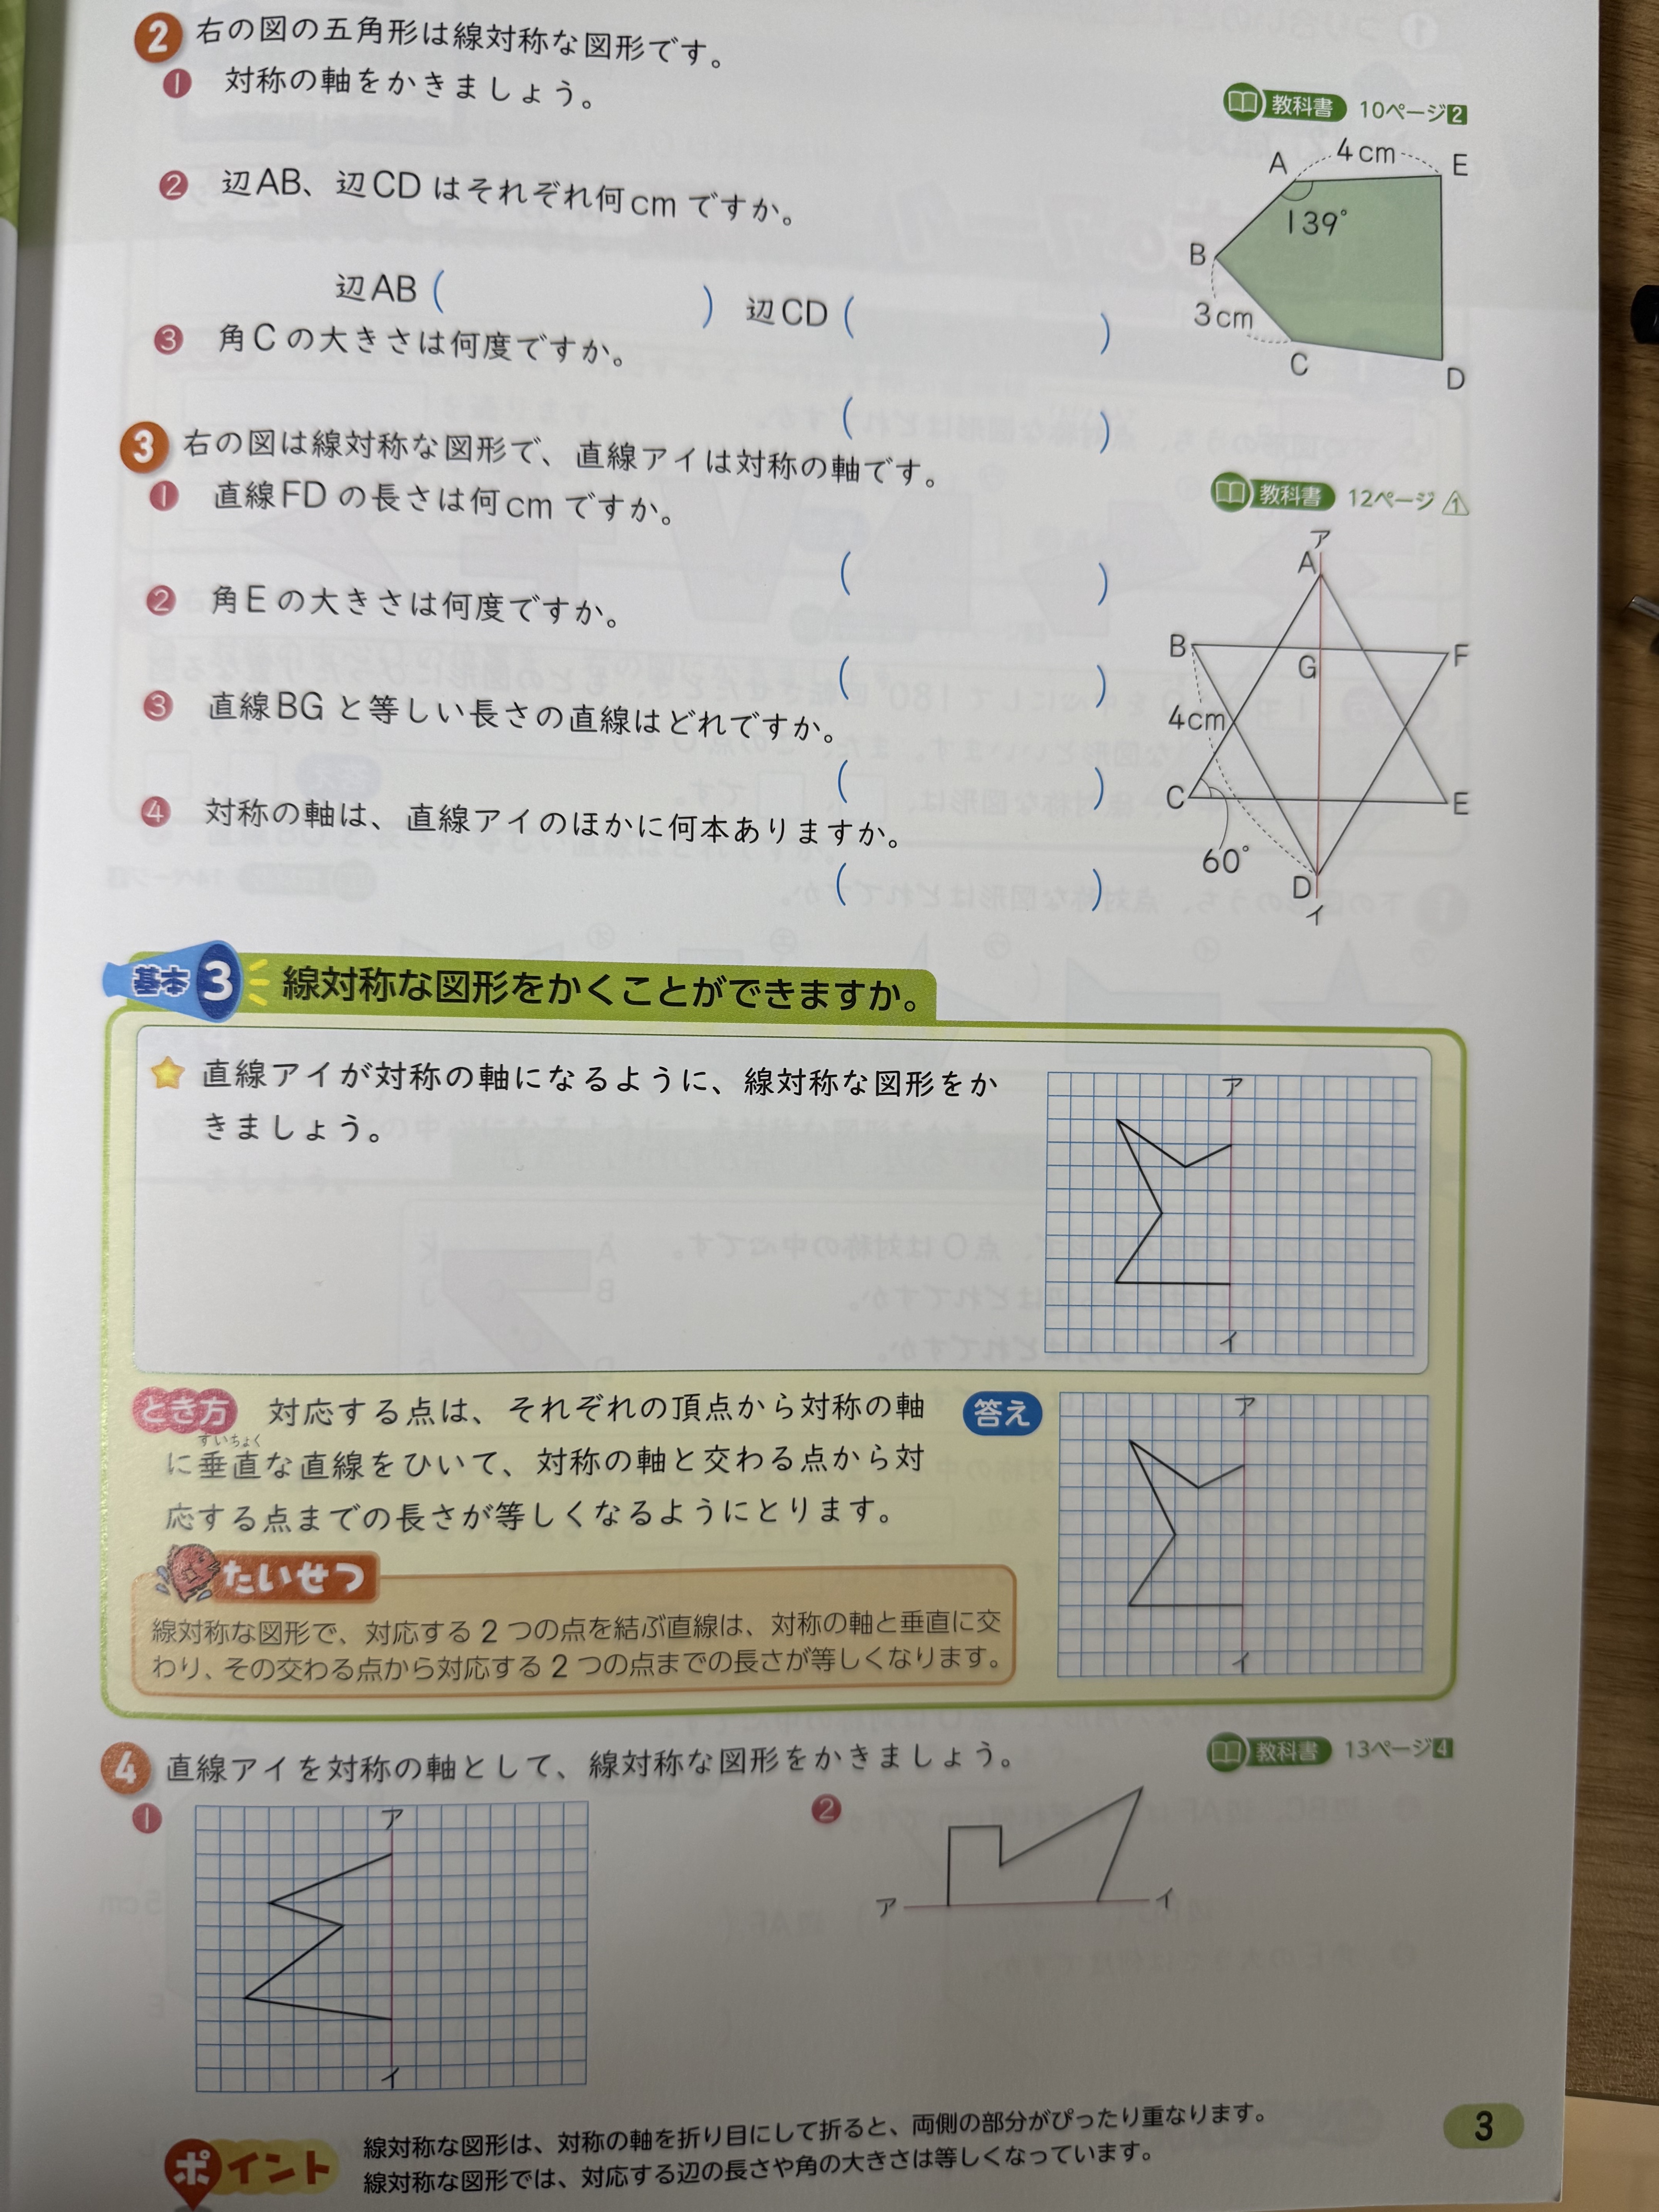 2 右の図の五角形は線対称な図形です。
1 対称の軸をかきましょう。
教科書 10ページ2
2 辺AB、辺CDはそれぞれ何cmですか。
A 4cm E
139°
B
3cm
C
D
辺AB( ) 辺CD( )
3 角Cの大きさは何度ですか。
( )
3 右の図は線対称な図形で、直線アイは対称の軸です。
1 直線FDの長さは何cmですか。
( )
教科書 12ページ1
2 角Eの大きさは何度ですか。
( )
3 直線BGと等しい長さの直線はどれですか。
( )
4 対称の軸は、直線アイのほかに何本ありますか。
( )
ア
A
B
F
G
4cm
C
E
60°
D
イ
基本3 線対称な図形をかくことができますか。
直線アイが対称の軸になるように、線対称な図形をか
きましょう。
ア
イ
とき方 対応する点は、それぞれの頂点から対称の軸
すいちょく
に垂直な直線をひいて、対称の軸と交わる点から対
応する点までの長さが等しくなるようにとります。
答え
ア
イ
たいせつ
線対称な図形で、対応する2つの点を結ぶ直線は、対称の軸と垂直に交
わり、その交わる点から対応する2つの点までの長さが等しくなります。
4 直線アイを対称の軸として、線対称な図形をかきましょう。
教科書 13ページ4
1
ア
イ
2
ア
イ
ポイント
線対称な図形は、対称の軸を折り目にして折ると、両側の部分がぴったり重なります。
線対称な図形では、対応する辺の長さや角の大きさは等しくなっています。
3